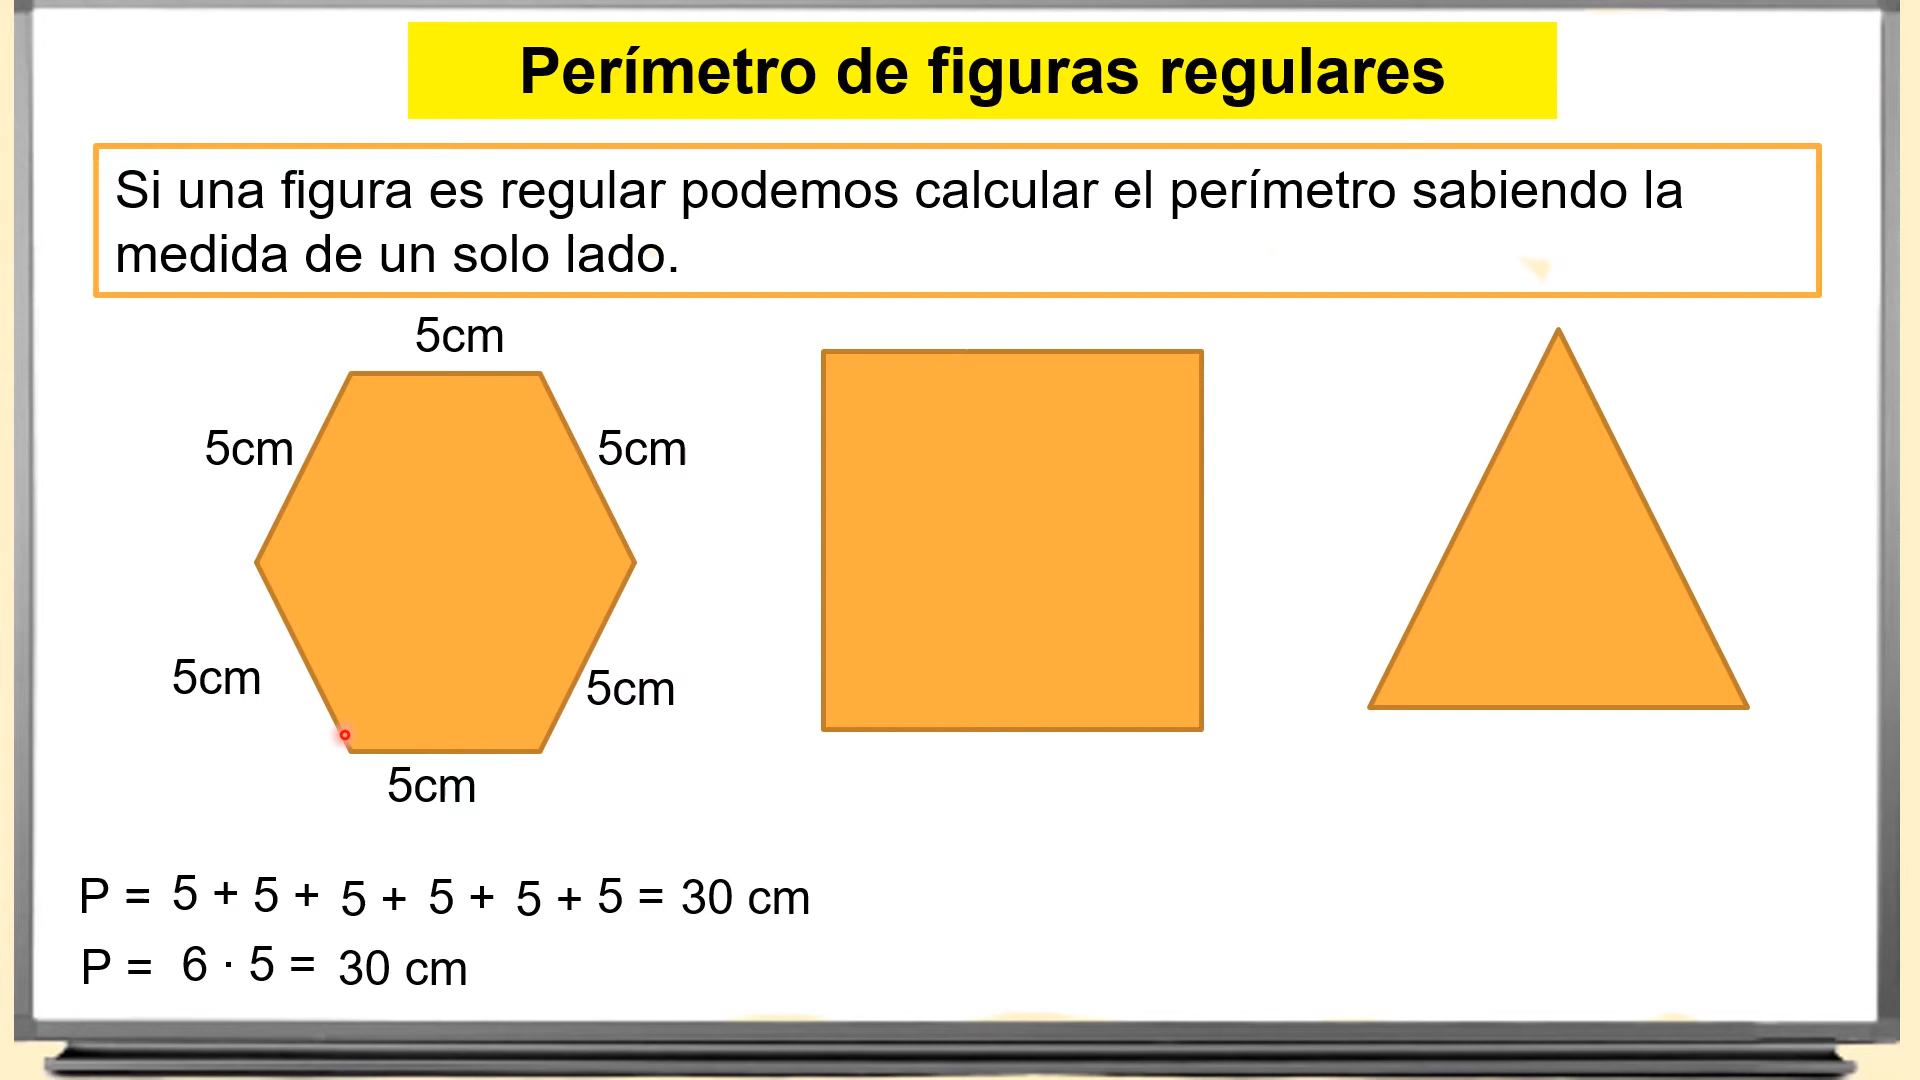 Perímetro de figuras regulares
Si una figura es regular podemos calcular el perímetro sabiendo la
medida de un solo lado.
5cm
5cm
5cm
5cm
5cm
5cm
P = 5 + 5 + 5 + 5 + 5 + 5 = 30 cm
P = 6 · 5 = 30 cm